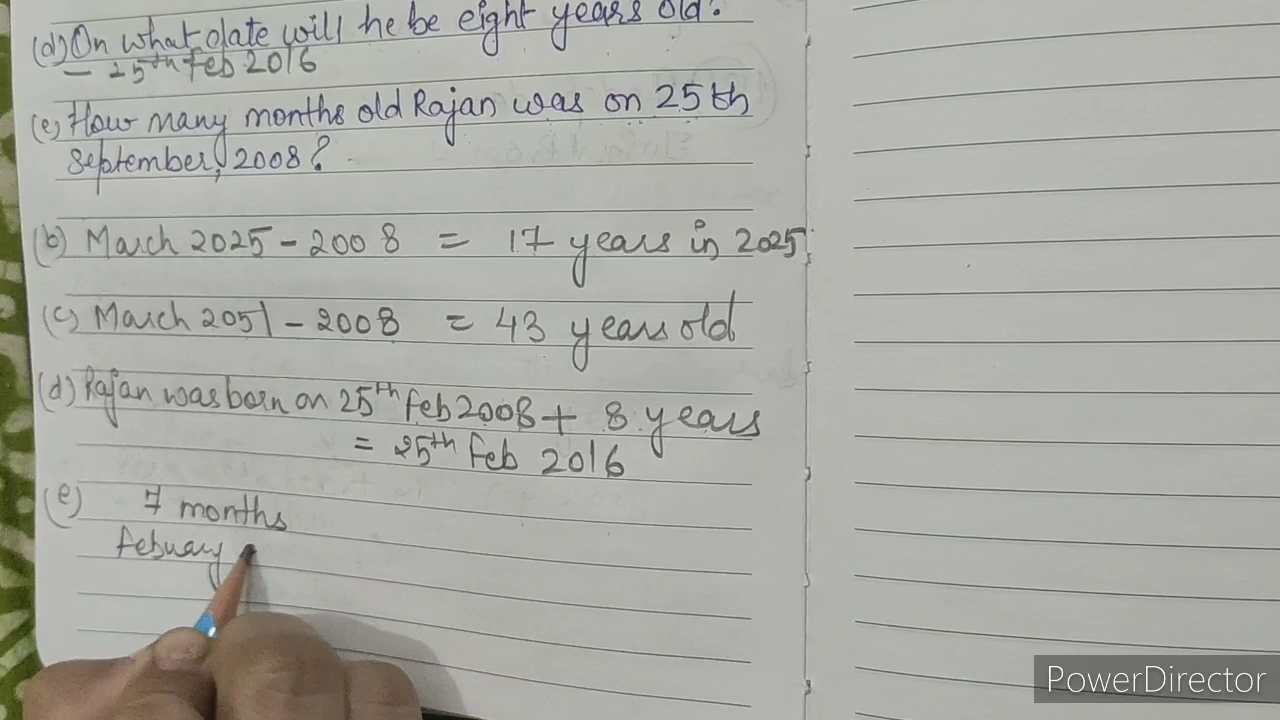 (d) On what date will he be eight years old?
- 25th Feb 2016
(e) How many months old Rajan was on 25th
September, 2008?
(b) March 2025 - 2008 = 17 years in 2025
(c) March 2051 - 2008 = 43 years old
(d) Rajan was born on 25th Feb 2008 + 8 years
= 25th Feb 2016
(e) 7 months
Febuary
PowerDirector